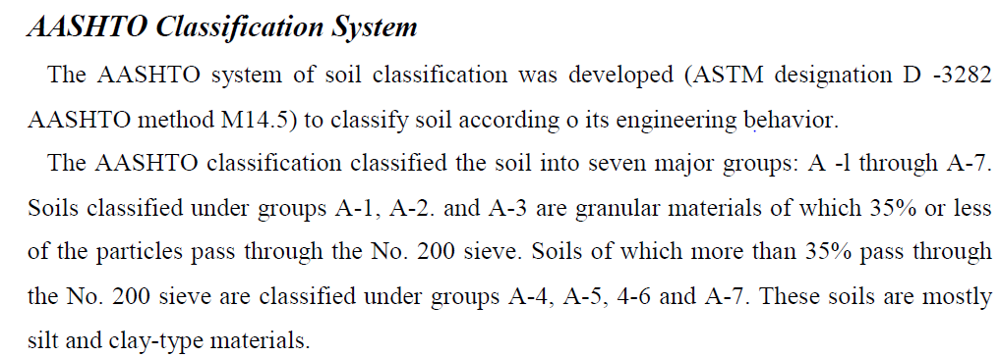 AASHTO Classification System
The AASHTO system of soil classification was developed (ASTM designation D -3282
AASHTO method M14.5) to classify soil according o its engineering behavior.
The AASHTO classification classified the soil into seven major groups: A -l through A-7.
Soils classified under groups A-1, A-2. and A-3 are granular materials of which 35% or less
of the particles pass through the No. 200 sieve. Soils of which more than 35% pass through
the No. 200 sieve are classified under groups A-4, A-5, 4-6 and A-7. These soils are mostly
silt and clay-type materials.